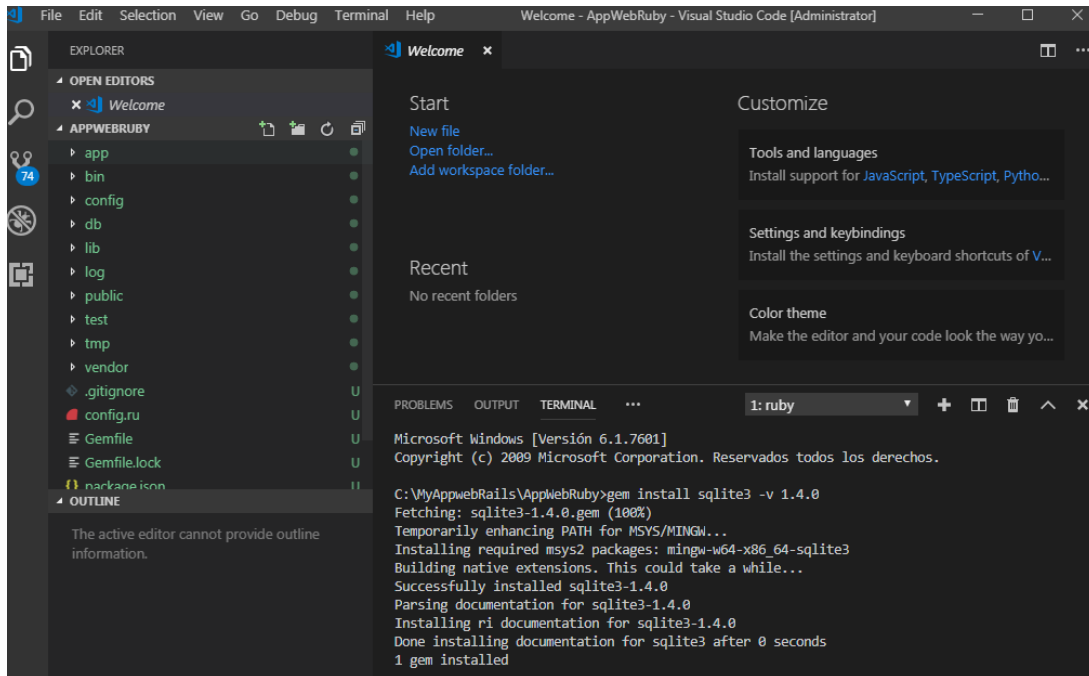 File Edit Selection View Go Debug Terminal Help
Welcome - AppWebRuby - Visual Studio Code [Administrator]
EXPLORER
OPEN EDITORS
Welcome
APPWEBRUBY
app
bin
config
db
lib
log
public
test
tmp
vendor
.gitignore U
config.ru U
Gemfile U
Gemfile.lock U
{} package.json U
OUTLINE
The active editor cannot provide outline
information.
74
Welcome
Start
New file
Open folder...
Add workspace folder...
Recent
No recent folders
Customize
Tools and languages
Install support for JavaScript, TypeScript, Pytho...
Settings and keybindings
Install the settings and keyboard shortcuts of V...
Color theme
Make the editor and your code look the way yo...
PROBLEMS OUTPUT TERMINAL ... 1: ruby
Microsoft Windows [Versión 6.1.7601]
Copyright (c) 2009 Microsoft Corporation. Reservados todos los derechos.
C:\MyAppwebRails\AppWebRuby>gem install sqlite3 -v 1.4.0
Fetching: sqlite3-1.4.0.gem (100%)
Temporarily enhancing PATH for MSYS/MINGW...
Installing required msys2 packages: mingw-w64-x86_64-sqlite3
Building native extensions. This could take a while...
Successfully installed sqlite3-1.4.0
Parsing documentation for sqlite3-1.4.0
Installing ri documentation for sqlite3-1.4.0
Done installing documentation for sqlite3 after 0 seconds
1 gem installed